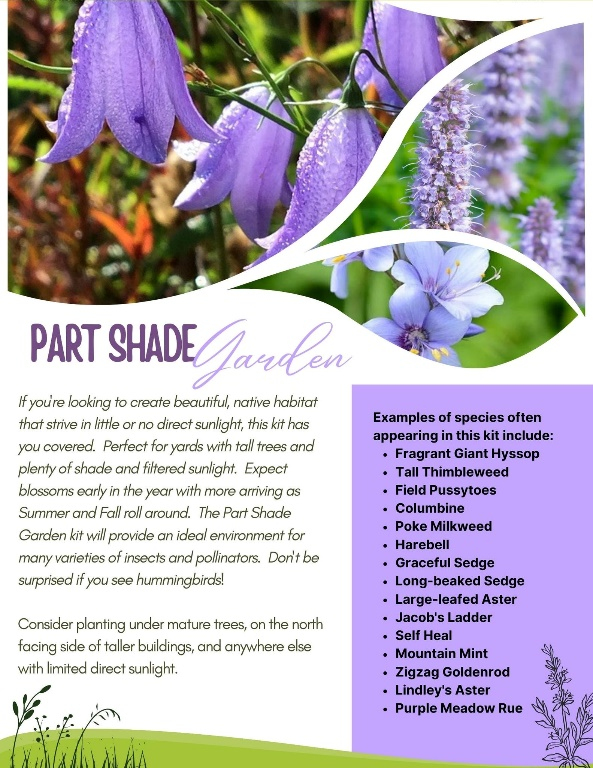 PART SHADE Garden
If you're looking to create beautiful, native habitat
that strive in little or no direct sunlight, this kit has
you covered. Perfect for yards with tall trees and
plenty of shade and filtered sunlight. Expect
blossoms early in the year with more arriving as
Summer and Fall roll around. The Part Shade
Garden kit will provide an ideal environment for
many varieties of insects and pollinators. Don't be
surprised if you see hummingbirds!
Consider planting under mature trees, on the north
facing side of taller buildings, and anywhere else
with limited direct sunlight.
Examples of species often
appearing in this kit include:
• Fragrant Giant Hyssop
• Tall Thimbleweed
• Field Pussytoes
• Columbine
• Poke Milkweed
• Harebell
• Graceful Sedge
• Long-beaked Sedge
• Large-leafed Aster
• Jacob's Ladder
• Self Heal
• Mountain Mint
• Zigzag Goldenrod
• Lindley's Aster
• Purple Meadow Rue